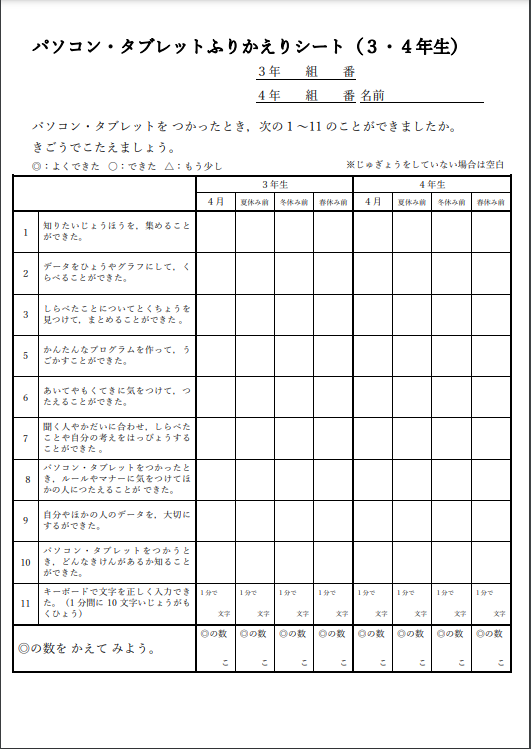 パソコン・タブレットふりかえりシート（３・４年生）
３年　　組　　番
４年　　組　　番 名前
パソコン・タブレットを つかったとき，次の１～11 のことができましたか。
きごうでこたえましょう。
◎：よくできた　〇：できた　△：もう少し　※じゅぎょうをしていない場合は空白
３年生　４年生
４月　夏休み前　冬休み前　春休み前　４月　夏休み前　冬休み前　春休み前
1　知りたいじょうほうを，集めること
ができた。
2　データをひょうやグラフにして，く
らべることができた。
3　しらべたことについてとくちょうを
見つけて，まとめることができた 。
5　かんたんなプログラムを作って，う
ごかすことができた。
6　あいてやもくてきに気をつけて，つ
たえることができた。
7　聞く人やかだいに合わせ，しらべた
ことや自分の考えをはっぴょうする
ことができた 。
8　パソコン・タブレットをつかったと
き，ルールやマナーに気をつけてほ
かの人につたえることが できた。
9　自分やほかの人のデータを，大切に
するができた。
10　パソコン・タブレットをつかうと
き，どんなきけんがあるか知ること
ができた。
11　キーボードで文字を正しく入力でき
た。（１分間に 10 文字いじょうがも
くひょう）
１分で　１分で　１分で　１分で　１分で　１分で　１分で　１分で
文字　文字　文字　文字　文字　文字　文字　文字
◎の数を かえて みよう。
◎の数　◎の数　◎の数　◎の数　◎の数　◎の数　◎の数　◎の数
こ　こ　こ　こ　こ　こ　こ　こ